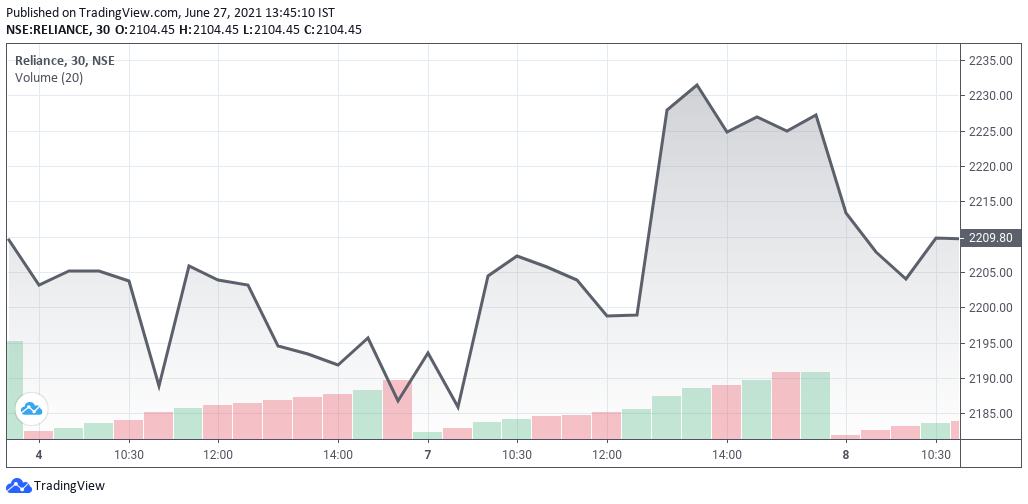 Published on TradingView.com, June 27, 2021 13:45:10 IST
NSE:RELIANCE, 30 O:2104.45 H:2104.45 L:2104.45 C:2104.45
Reliance, 30, NSE
Volume (20)
2235.00
2230.00
2225.00
2220.00
2215.00
2209.80
2205.00
2200.00
2195.00
2190.00
2185.00
4 10:30 12:00 14:00 7 10:30 12:00 14:00 8 10:30
TradingView